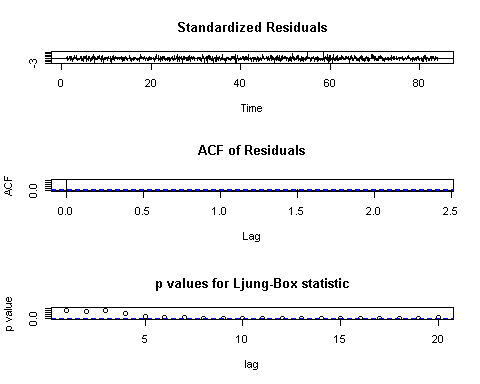 Standardized Residuals
-3
0 20 40 60 80
Time
ACF of Residuals
ACF
0.0
0.0 0.5 1.0 1.5 2.0 2.5
Lag
p values for Ljung-Box statistic
p value
0.0
5 10 15 20
lag